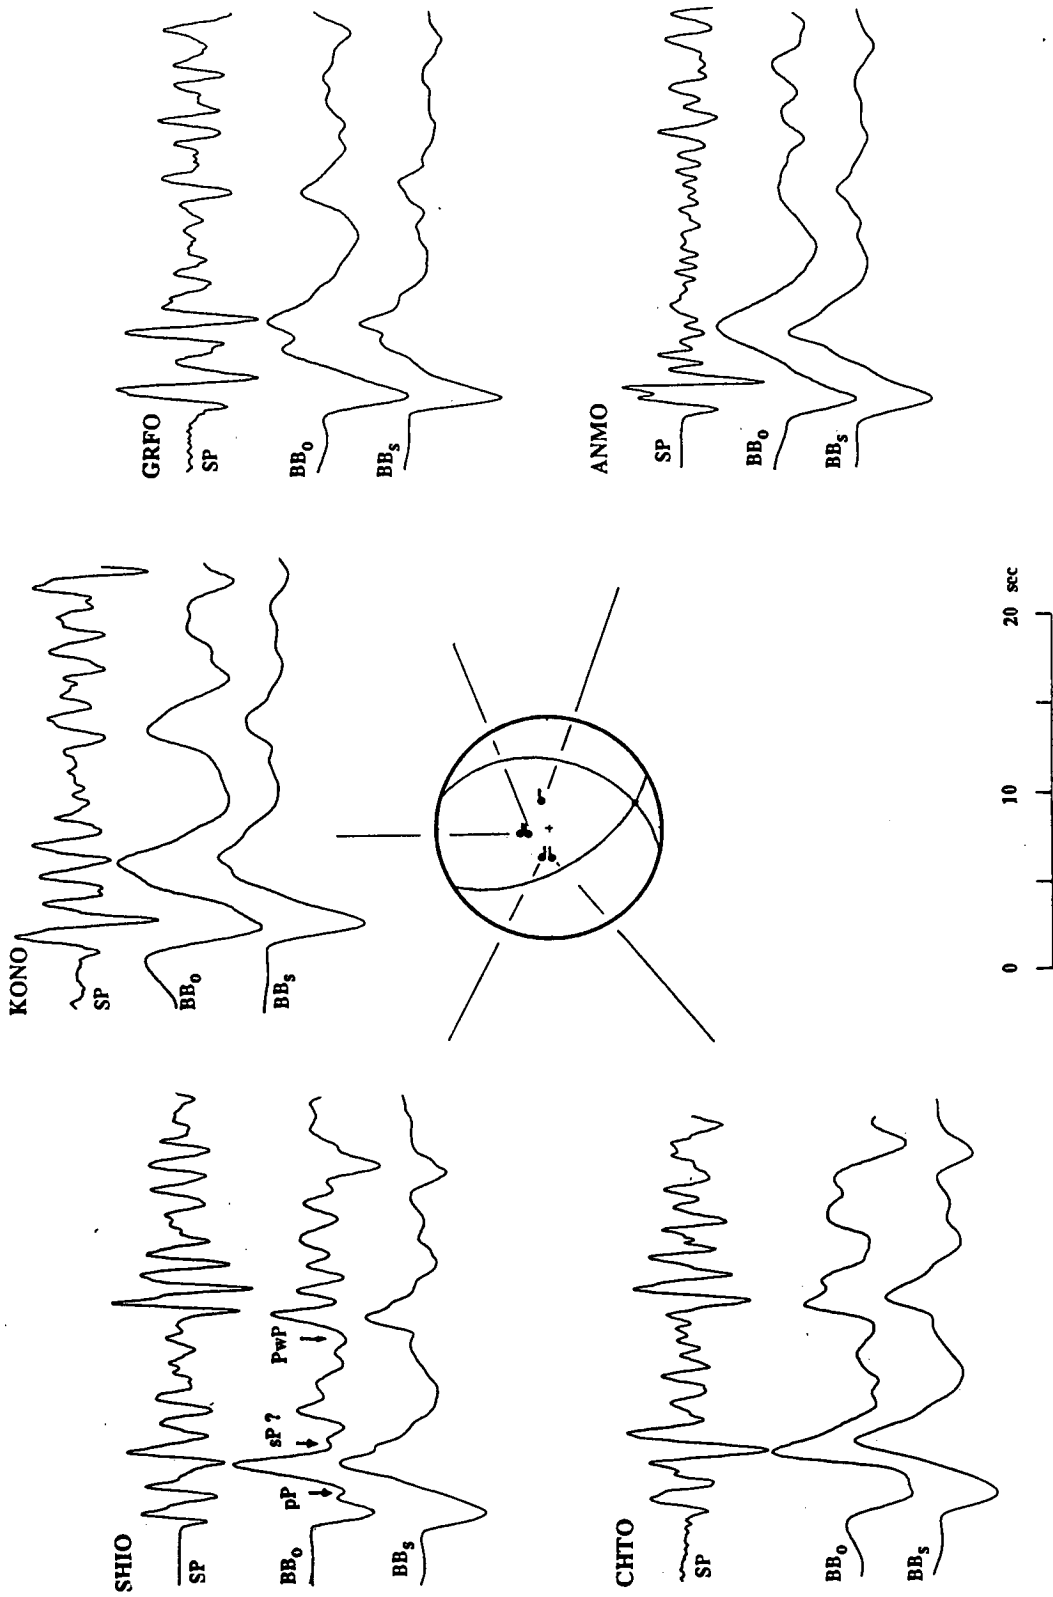 SHIO
SP
BB₀
pP
sP?
PwP
BBₛ
KONO
SP
BB₀
BBₛ
GRFO
SP
BB₀
BBₛ
CHTO
SP
BB₀
BBₛ
ANMO
SP
BB₀
BBₛ
0 10 20 sec